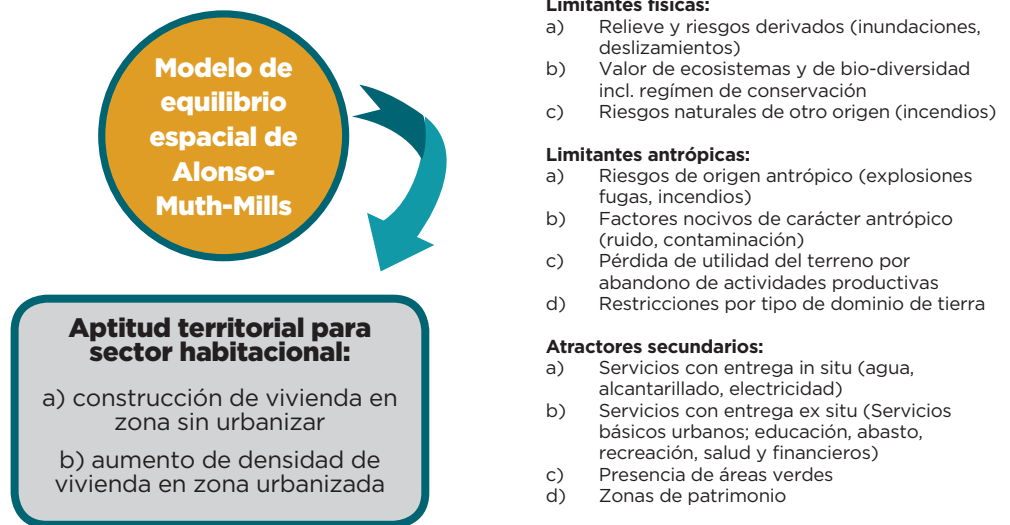 Modelo de
equilibrio
espacial de
Alonso-
Muth-Mills
Aptitud territorial para
sector habitacional:
a) construcción de vivienda en
zona sin urbanizar
b) aumento de densidad de
vivienda en zona urbanizada
Limitantes físicas:
a) Relieve y riesgos derivados (inundaciones,
deslizamientos)
b) Valor de ecosistemas y de bio-diversidad
incl. regímen de conservación
c) Riesgos naturales de otro origen (incendios)
Limitantes antrópicas:
a) Riesgos de origen antrópico (explosiones
fugas, incendios)
b) Factores nocivos de carácter antrópico
(ruido, contaminación)
c) Pérdida de utilidad del terreno por
abandono de actividades productivas
d) Restricciones por tipo de dominio de tierra
Atractores secundarios:
a) Servicios con entrega in situ (agua,
alcantarillado, electricidad)
b) Servicios con entrega ex situ (Servicios
básicos urbanos; educación, abasto,
recreación, salud y financieros)
c) Presencia de áreas verdes
d) Zonas de patrimonio